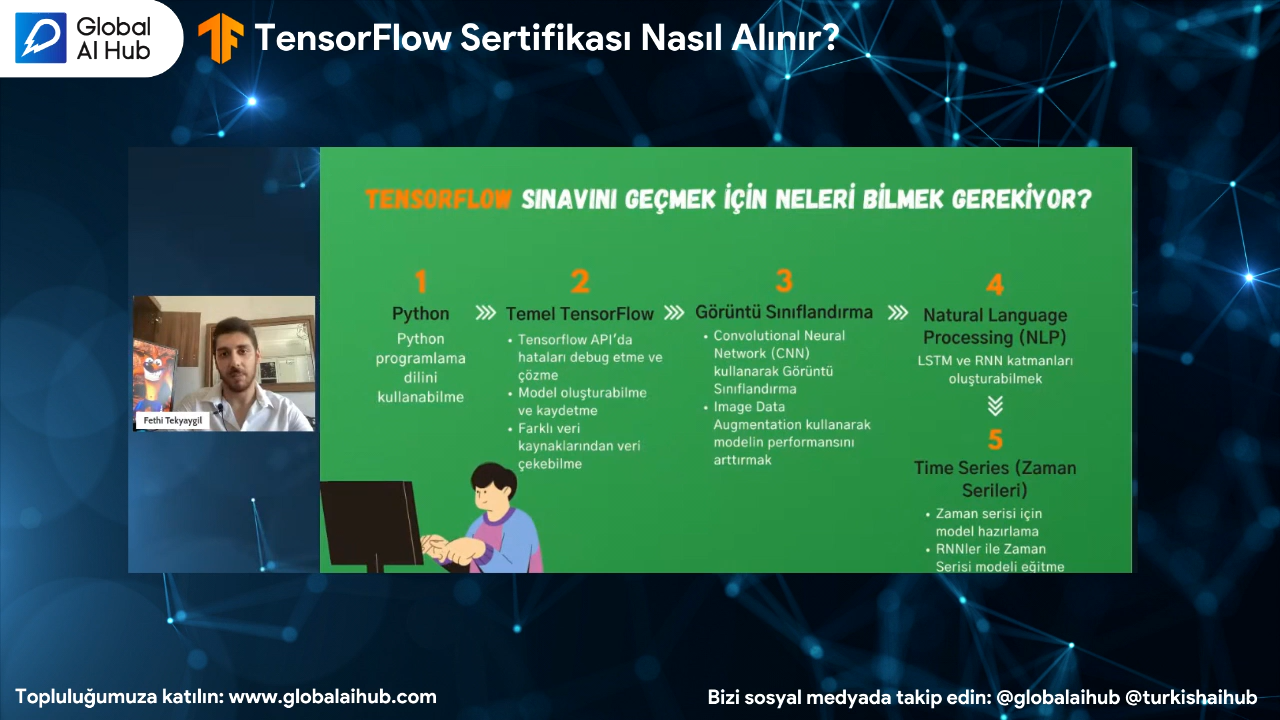 Global
AI Hub
TensorFlow Sertifikası Nasıl Alınır?
TENSORFLOW SINAVINI GEÇMEK İÇİN NELERİ BİLMEK GEREKİYOR?
1
Python
Python
programlama
dilini
kullanabilme
2
Temel TensorFlow
• Tensorflow API'da
hataları debug etme ve
çözme
• Model oluşturabilme
ve kaydetme
• Farklı veri
kaynaklarından veri
çekebilme
3
Görüntü Sınıflandırma
• Convolutional Neural
Network (CNN)
kullanarak Görüntü
Sınıflandırma
• Image Data
Augmentation kullanarak
modelin performansını
arttırmak
4
Natural Language
Processing (NLP)
LSTM ve RNN katmanları
oluşturabilmek
5
Time Series (Zaman
Serileri)
• Zaman serisi için
model hazırlama
• RNNler ile Zaman
Serisi modeli eğitme
Fethi Tekyaygil
Topluluğumuza katılın: www.globalaihub.com
Bizi sosyal medyada takip edin: @globalaihub @turkishaihub